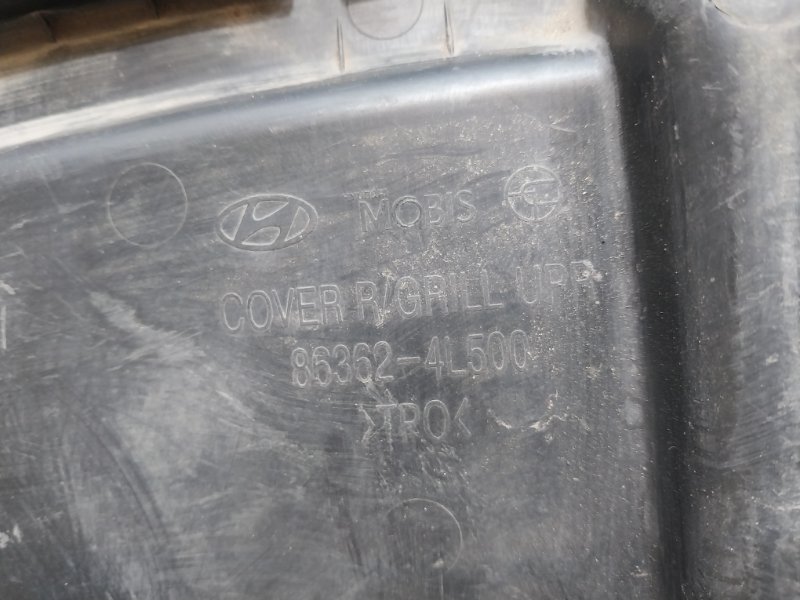 MOBIS
COVER R/GRILL UPR
86362-4L500
>TRO<